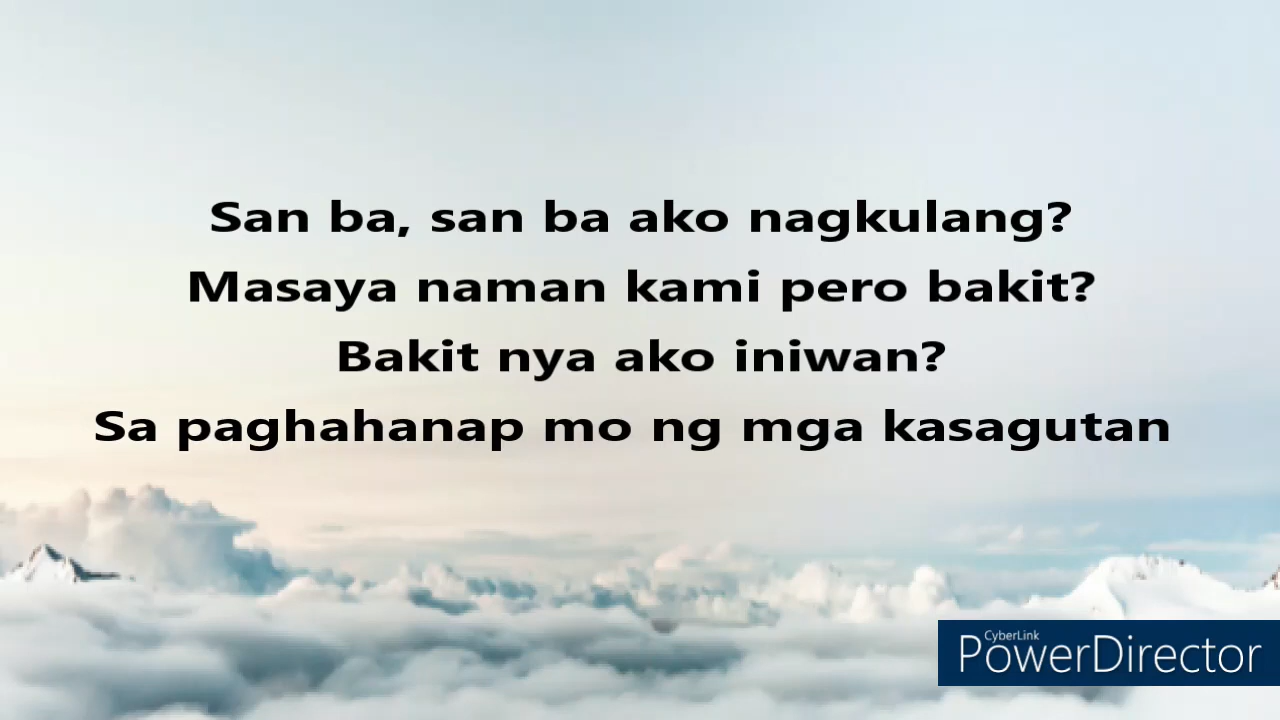 San ba, san ba ako nagkulang?
Masaya naman kami pero bakit?
Bakit nya ako iniwan?
Sa paghahanap mo ng mga kasagutan
CyberLink
PowerDirector